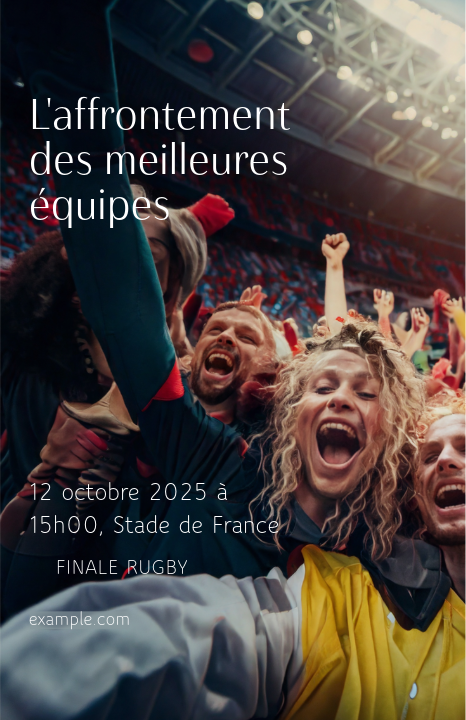 L'affrontement
des meilleures
équipes
12 octobre 2025 à
15h00, Stade de France
FINALE RUGBY
example.com